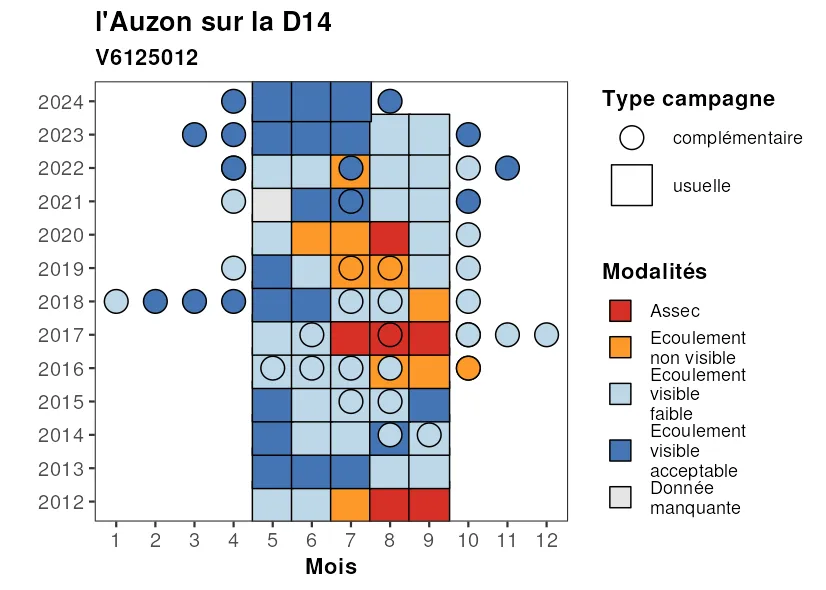 l'Auzon sur la D14
V6125012
2024
2023
2022
2021
2020
2019
2018
2017
2016
2015
2014
2013
2012
1 2 3 4 5 6 7 8 9 10 11 12
Mois
Type campagne
complémentaire
usuelle
Modalités
Assec
Ecoulement
non visible
Ecoulement
visible
faible
Ecoulement
visible
acceptable
Donnée
manquante